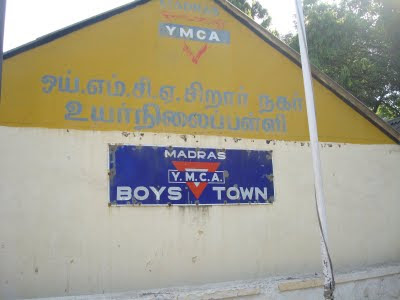 YMCA
ஒய்.எம்.சி.ஏ.சிறார் நகர்
உயர்நிலைப்பள்ளி
MADRAS
Y.M.C.A.
BOYS TOWN